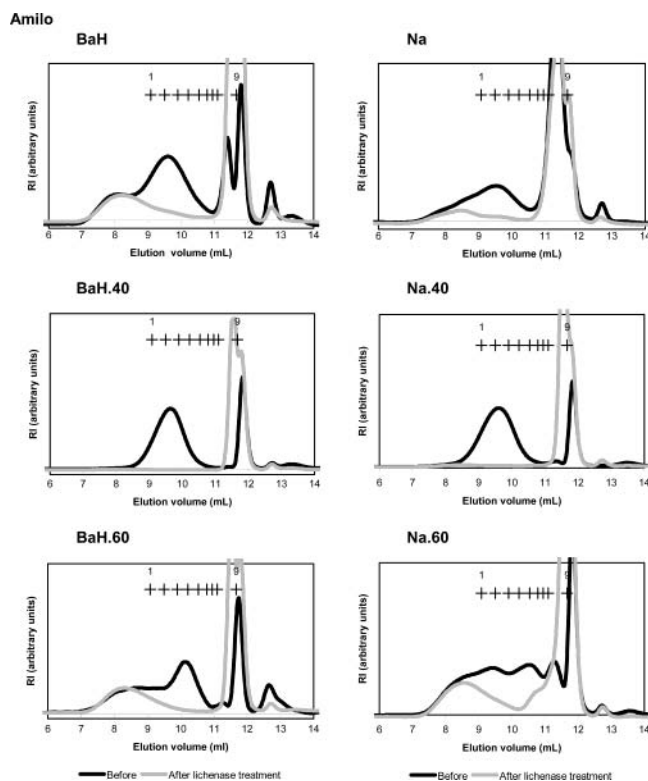 Amilo
BaH
Na
RI (arbitrary units)
1
9
6 7 8 9 10 11 12 13 14
Elution volume (mL)
RI (arbitrary units)
1
9
6 7 8 9 10 11 12 13 14
Elution volume (mL)
BaH.40
Na.40
RI (arbitrary units)
1
9
6 7 8 9 10 11 12 13 14
Elution volume (mL)
RI (arbitrary units)
1
9
6 7 8 9 10 11 12 13 14
Elution volume (mL)
BaH.60
Na.60
RI (arbitrary units)
1
9
6 7 8 9 10 11 12 13 14
Elution volume (ml)
RI (arbitrary units)
1
9
6 7 8 9 10 11 12 13 14
Elution volume (mL)
Before After lichenase treatment
Before After lichenase treatment